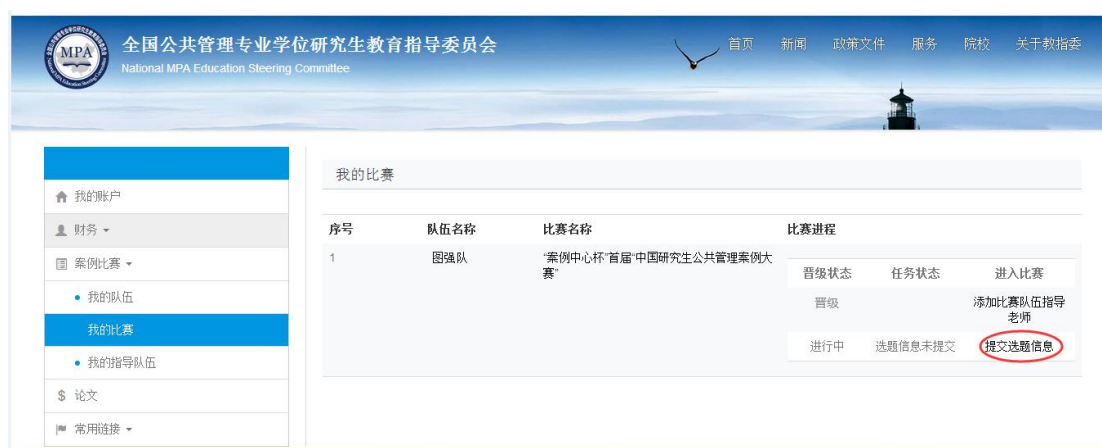 MPA
全国公共管理专业学位研究生教育指导委员会
National MPA Education Steering Committee
首页 新闻 政策文件 服务 院校 关于教指委
我的账户
财务
案例比赛
我的队伍
我的比赛
我的指导队伍
$ 论文
常用链接
我的比赛
序号 队伍名称 比赛名称 比赛进程
1 图强队 “案例中心杯”首届“中国研究生公共管理案例大
赛”
晋级状态 任务状态 进入比赛
晋级 添加比赛队伍指导
老师
进行中 选题信息未提交 提交选题信息